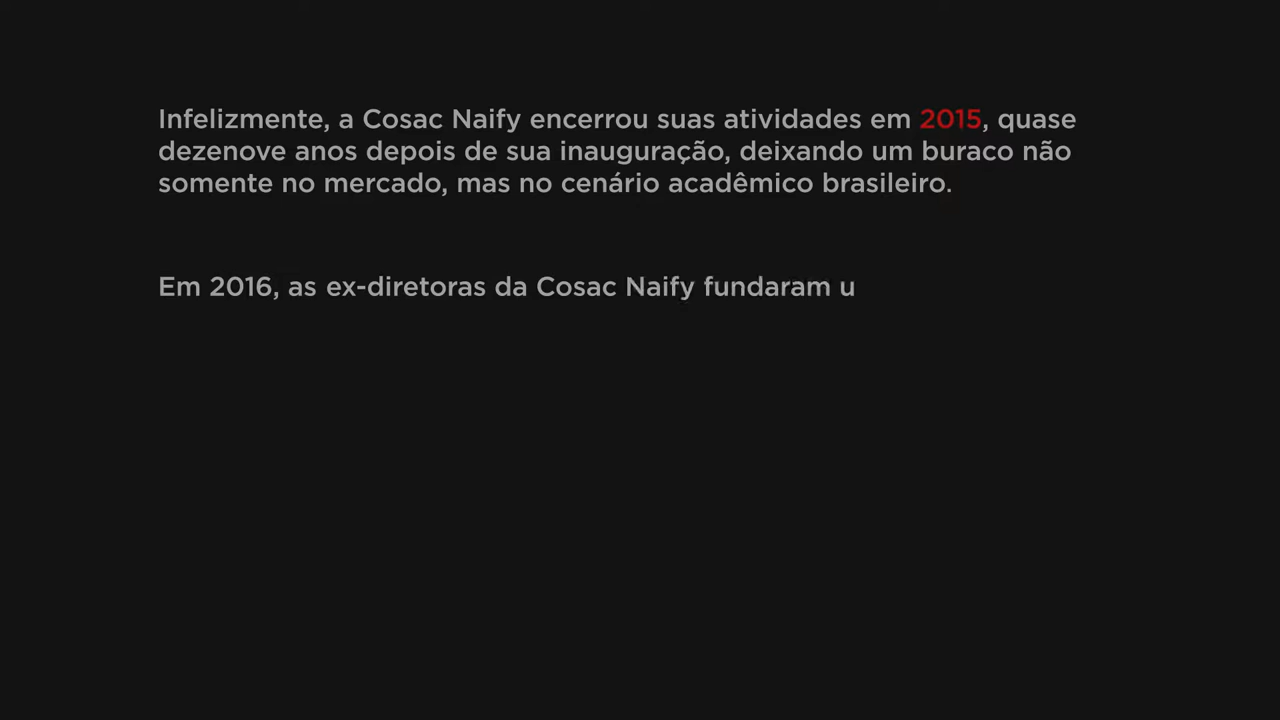 Infelizmente, a Cosac Naify encerrou suas atividades em 2015, quase
dezenove anos depois de sua inauguração, deixando um buraco não
somente no mercado, mas no cenário acadêmico brasileiro.
Em 2016, as ex-diretoras da Cosac Naify fundaram u